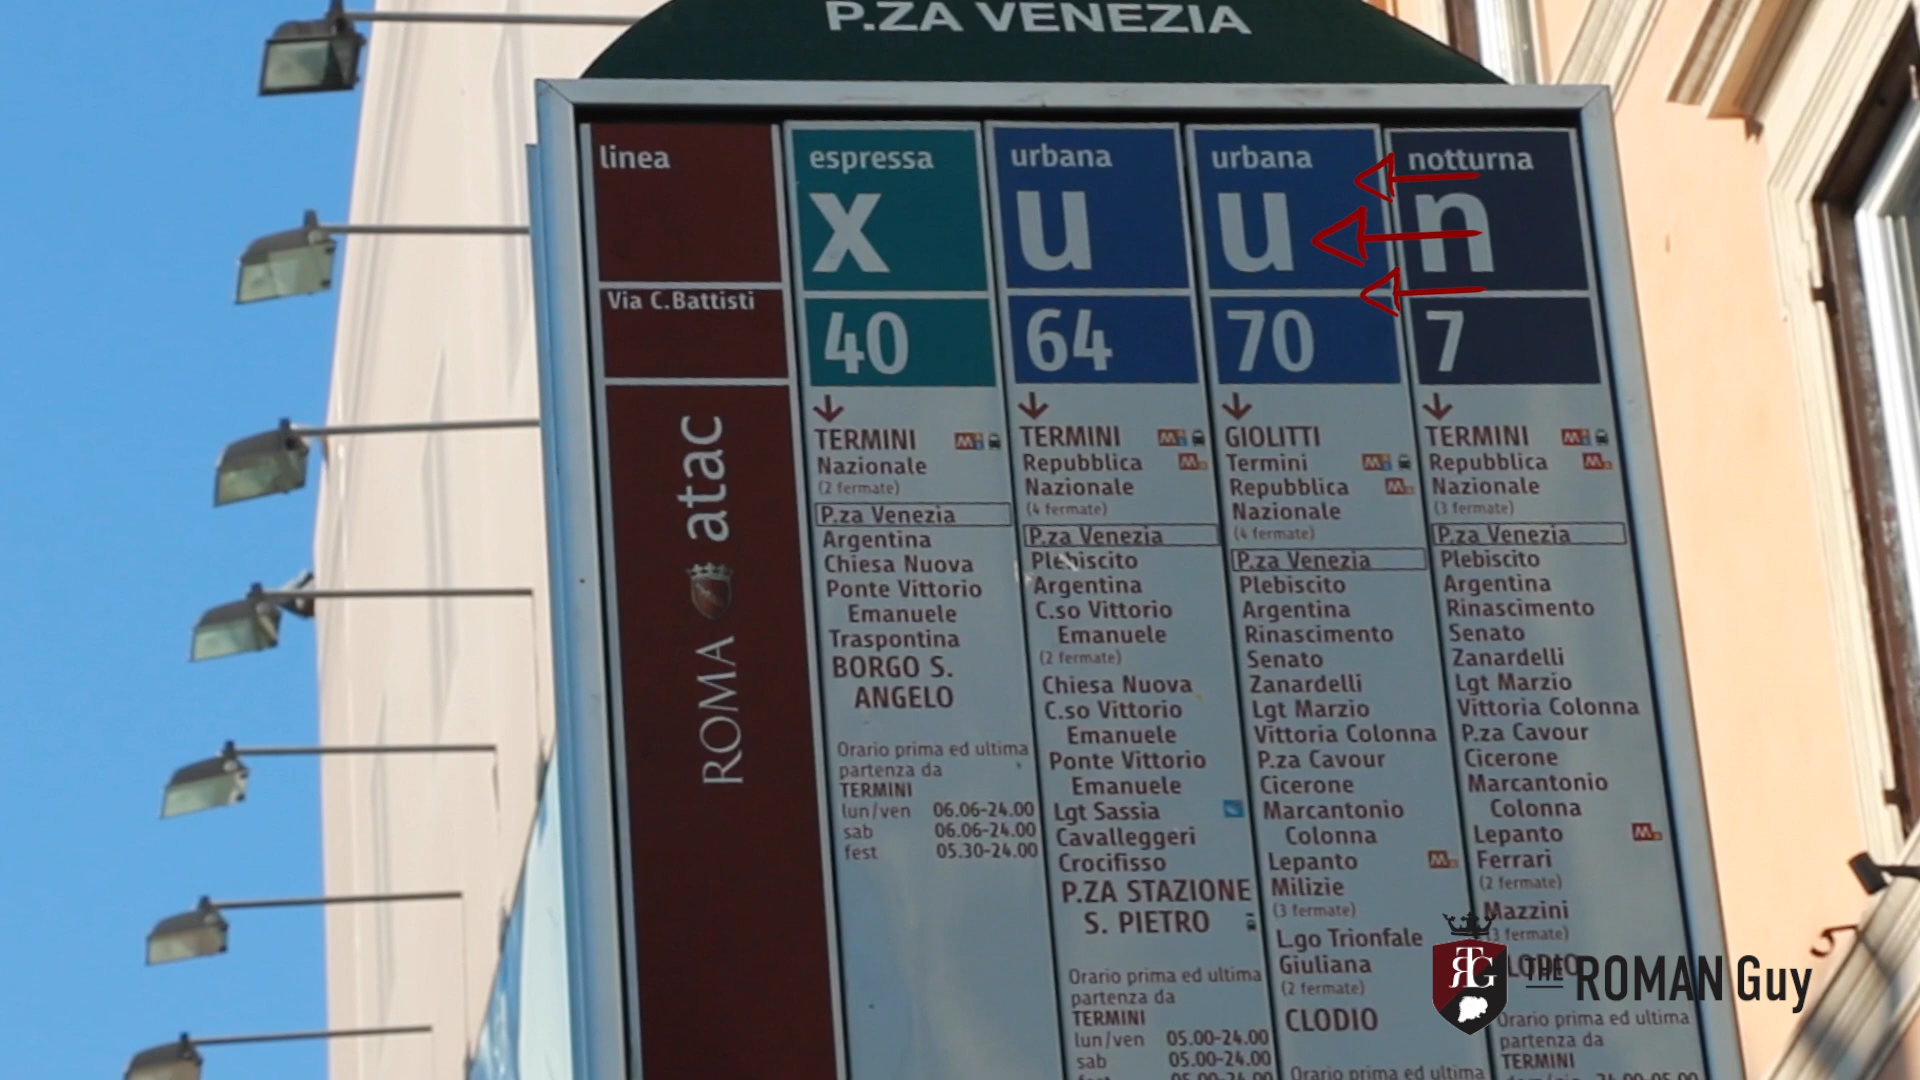 P.ZA VENEZIA
linea
Via C.Battisti
ROMA atac
espressa
x
40
TERMINI
Nazionale
(2 fermate)
P.za Venezia
Argentina
Chiesa Nuova
Ponte Vittorio
Emanuele
Traspontina
BORGO S.
ANGELO
Orario prima ed ultima
partenza da
TERMINI
lun/ven 06.06-24.00
sab 06.06-24.00
fest 05.30-24.00
urbana
u
64
TERMINI
Repubblica
Nazionale
(4 fermate)
P.za Venezia
Plebiscito
Argentina
C.so Vittorio
Emanuele
(2 fermate)
Chiesa Nuova
C.so Vittorio
Emanuele
Ponte Vittorio
Emanuele
Lgt Sassia
Cavalleggeri
Crocifisso
P.ZA STAZIONE
S. PIETRO
Orario prima ed ultima
partenza da
TERMINI
lun/ven 05.00-24.00
sab 05.00-24.00
urbana
u
70
GIOLITTI
Termini
Repubblica
Nazionale
(4 fermate)
P.za Venezia
Plebiscito
Argentina
Rinascimento
Senato
Zanardelli
Lgt Marzio
Vittoria Colonna
P.za Cavour
Cicerone
Marcantonio
Colonna
Lepanto
Milizie
(3 fermate)
L.go Trionfale
Giuliana
(2 fermate)
CLODIO
Orario prima ed ultima
notturna
n
7
TERMINI
Repubblica
Nazionale
(3 fermate)
P.za Venezia
Plebiscito
Argentina
Rinascimento
Senato
Zanardelli
Lgt Marzio
Vittoria Colonna
P.za Cavour
Cicerone
Marcantonio
Colonna
Lepanto
Ferrari
(2 fermate)
Mazzini
(3 fermate)
Orario prima ed ultima
partenza da
TERMINI
THE ROMAN Guy